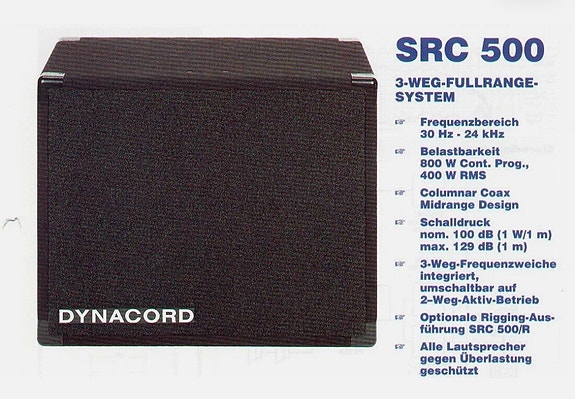 SRC 500
3-WEG-FULLRANGE-
SYSTEM
Frequenzbereich
30 Hz - 24 kHz
Belastbarkeit
800 W Cont. Prog.,
400 W RMS
Columnar Coax
Midrange Design
Schalldruck
nom. 100 dB (1 W/1 m)
max. 129 dB (1 m)
3-Weg-Frequenzweiche
integriert,
umschaltbar auf
2–Weg-Aktiv-Betrieb
Optionale Rigging-Aus-
führung SRC 500/R
Alle Lautsprecher
gegen Überlastung
geschützt
DYNACORD